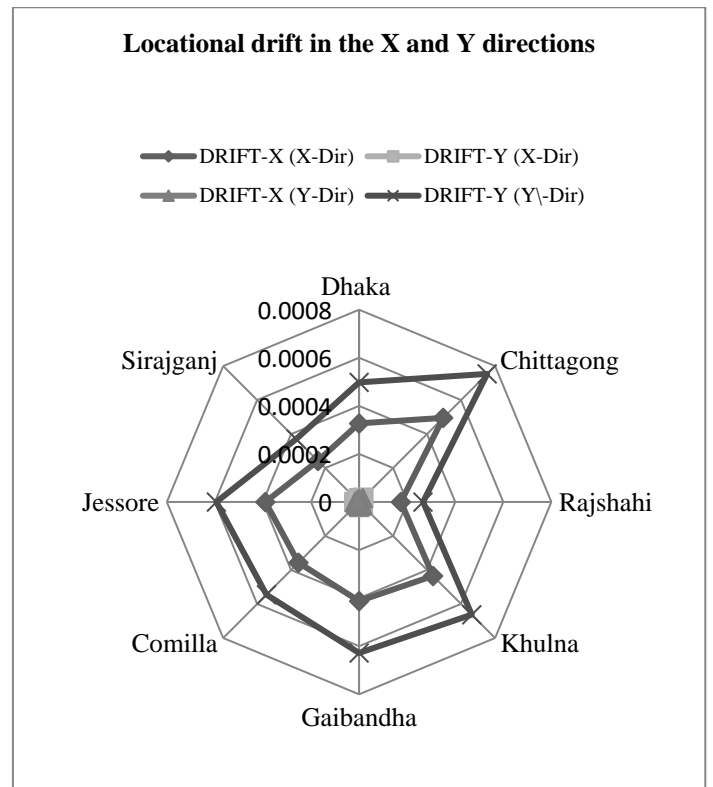 Locational drift in the X and Y directions
DRIFT-X (X-Dir) DRIFT-Y (X-Dir)
DRIFT-X (Y-Dir) DRIFT-Y (Y\-Dir)
Dhaka
0.0008
Sirajganj 0.0006 Chittagong
0.0004
0.0002
Jessore 0 Rajshahi
Comilla Khulna
Gaibandha